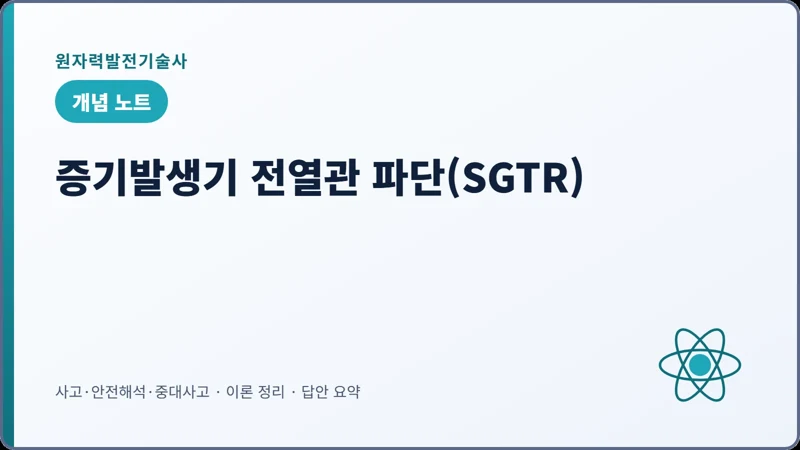 원자력발전기술사
개념 노트
증기발생기 전열관 파단(SGTR)
사고·안전해석·중대사고 · 이론 정리 · 답안 요약